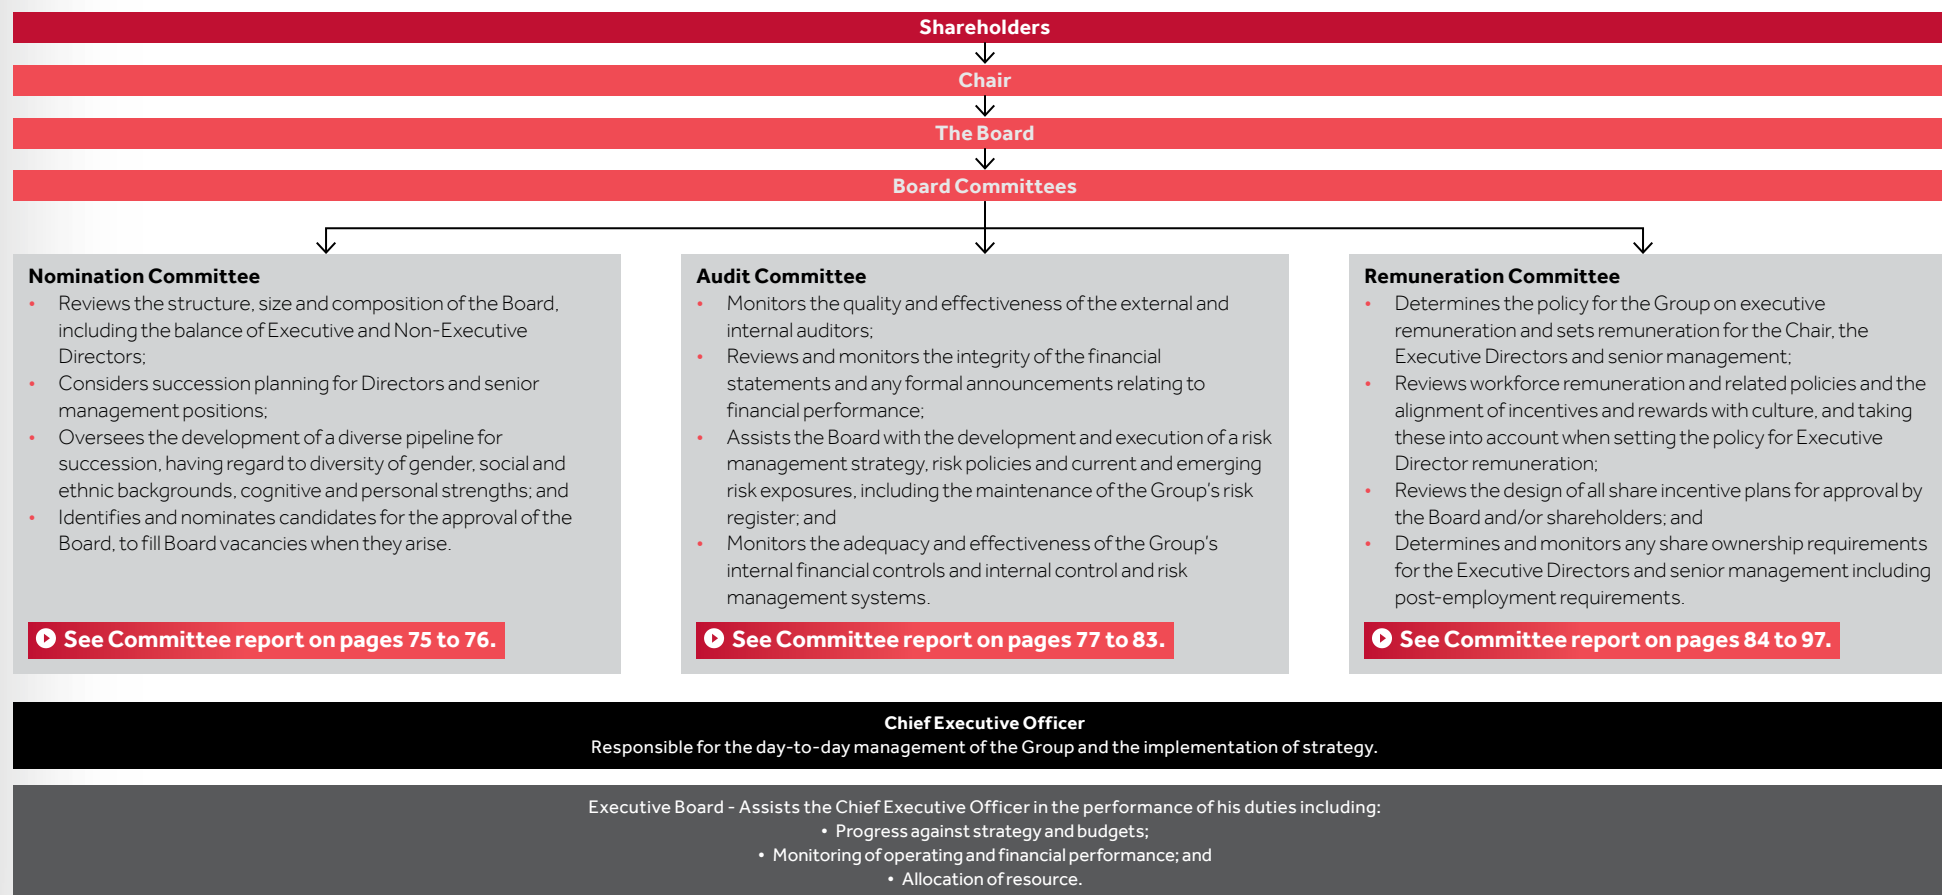 Shareholders
Chair
The Board
Board Committees
Nomination Committee
• Reviews the structure, size and composition of the Board,
including the balance of Executive and Non-Executive
Directors;
• Considers succession planning for Directors and senior
management positions;
• Oversees the development of a diverse pipeline for
succession, having regard to diversity of gender, social and
ethnic backgrounds, cognitive and personal strengths; and
• Identifies and nominates candidates for the approval of the
Board, to fill Board vacancies when they arise.
See Committee report on pages 75 to 76.
Audit Committee
• Monitors the quality and effectiveness of the external and
internal auditors;
• Reviews and monitors the integrity of the financial
statements and any formal announcements relating to
financial performance;
• Assists the Board with the development and execution of a risk
management strategy, risk policies and current and emerging
risk exposures, including the maintenance of the Group's risk
register; and
• Monitors the adequacy and effectiveness of the Group's
internal financial controls and internal control and risk
management systems.
See Committee report on pages 77 to 83.
Remuneration Committee
• Determines the policy for the Group on executive
remuneration and sets remuneration for the Chair, the
Executive Directors and senior management;
• Reviews workforce remuneration and related policies and the
alignment of incentives and rewards with culture, and taking
these into account when setting the policy for Executive
Director remuneration;
• Reviews the design of all share incentive plans for approval by
the Board and/or shareholders; and
• Determines and monitors any share ownership requirements
for the Executive Directors and senior management including
post-employment requirements.
See Committee report on pages 84 to 97.
Chief Executive Officer
Responsible for the day-to-day management of the Group and the implementation of strategy.
Executive Board - Assists the Chief Executive Officer in the performance of his duties including:
• Progress against strategy and budgets;
• Monitoring of operating and financial performance; and
• Allocation of resource.